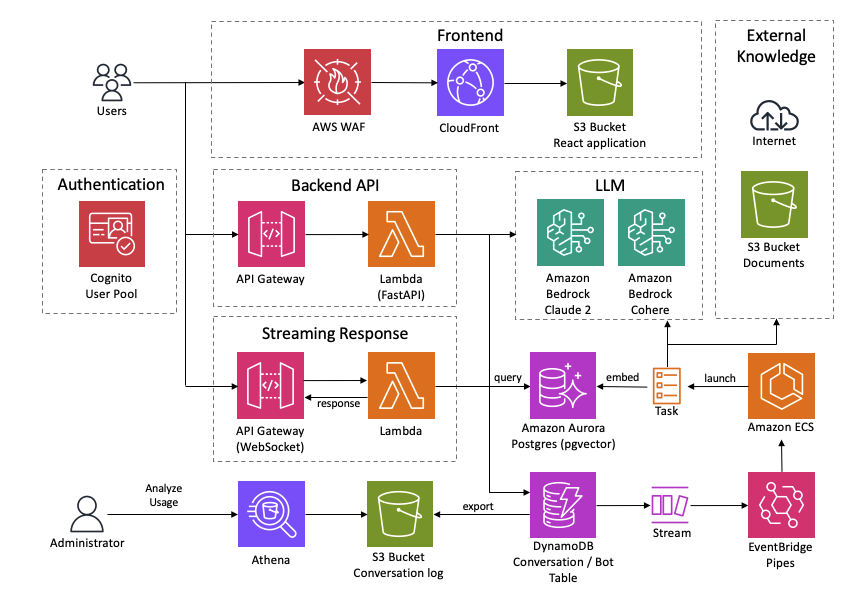 Frontend
External
Knowledge
Users
AWS WAF
CloudFront
S3 Bucket
React application
Internet
Authentication
Cognito
User Pool
Backend API
API Gateway
Lambda
(FastAPI)
LLM
Amazon
Bedrock
Claude 2
Amazon
Bedrock
Cohere
S3 Bucket
Documents
Streaming Response
response
API Gateway
(WebSocket)
Lambda
query
Amazon Aurora
Postgres (pgvector)
embed
Task
launch
Amazon ECS
Administrator
Analyze
Usage
Athena
S3 Bucket
Conversation log
export
DynamoDB
Conversation / Bot
Table
Stream
EventBridge
Pipes